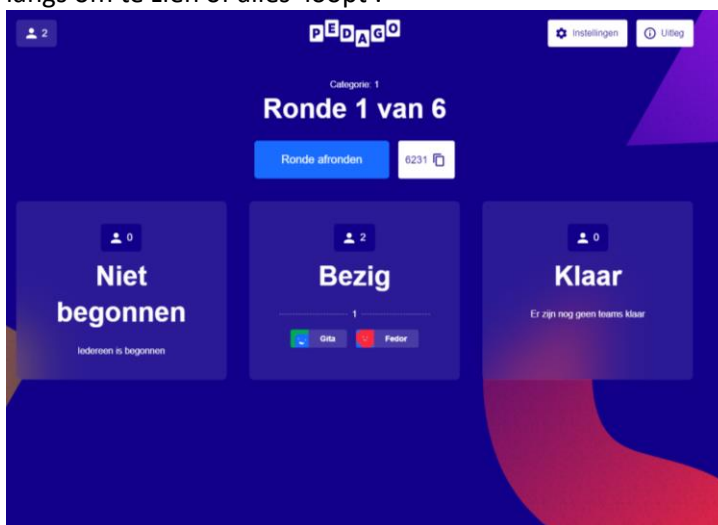 langs om te zien of alles 'loopt'.
2
PEDAGO
Instellingen
Uitleg
Categorie: 1
Ronde 1 van 6
Ronde afronden
6231
0
Niet
begonnen
Iedereen is begonnen
2
Bezig
1
Gita
Fedor
0
Klaar
Er zijn nog geen teams klaar